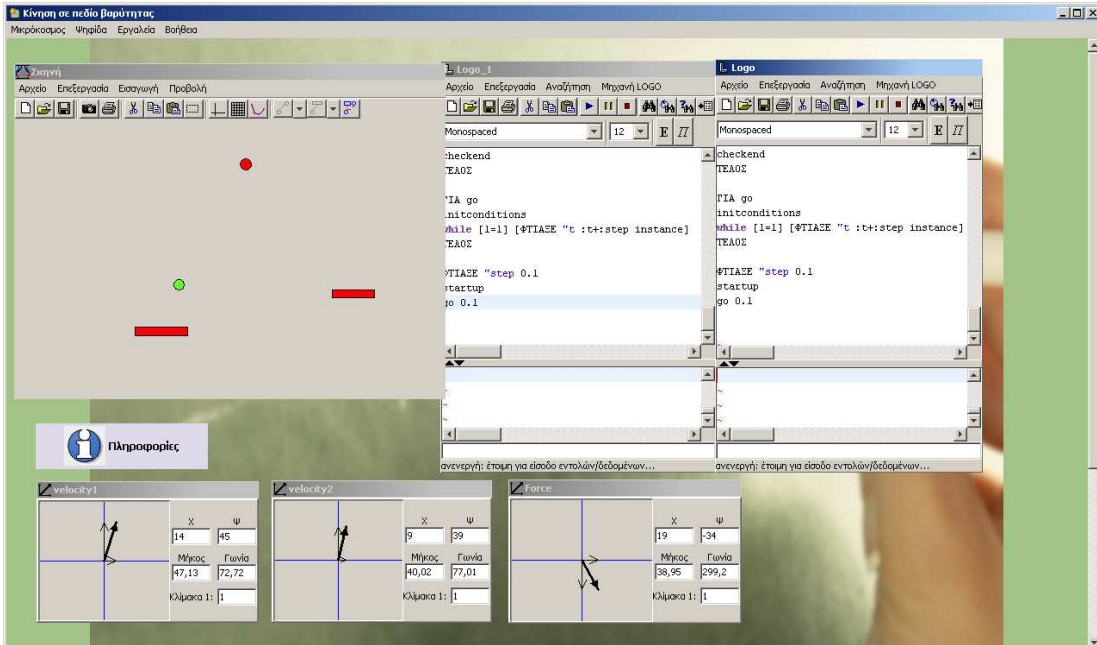 Κίνηση σε πεδίο βαρύτητας
Μικρόκοσμος Ψηφίδα Εργαλεία Βοήθεια
Σκηνή
Αρχείο Επεξεργασία Εισαγωγή Προβολή
Logo_1
Αρχείο Επεξεργασία Αναζήτηση Μηχανή LOGO
Monospaced 12 Ε Π
checkend
ΤΕΛΟΣ
ΓΙΑ go
initconditions
while [1=1] [ΦΤΙΑΞΕ "t :t+:step instance]
ΤΕΛΟΣ
ΦΤΙΑΞΕ "step 0.1
startup
go 0.1
~
~
~
ανενεργή: έτοιμη για είσοδο εντολών/δεδομένων...
Logo
Αρχείο Επεξεργασία Αναζήτηση Μηχανή LOGO
Monospaced 12 Ε Π
checkend
ΤΕΛΟΣ
ΓΙΑ go
initconditions
while [1=1] [ΦΤΙΑΞΕ "t :t+:step instance]
ΤΕΛΟΣ
ΦΤΙΑΞΕ "step 0.1
startup
go 0.1
~
~
~
~
ανενεργή: έτοιμη για είσοδο εντολών/δεδομένων...
Πληροφορίες
velocity1
Χ Ψ
14 45
Μήκος Γωνία
47,13 72,72
Κλίμακα 1: 1
velocity2
Χ Ψ
9 39
Μήκος Γωνία
40,02 77,01
Κλίμακα 1: 1
Force
Χ Ψ
19 -34
Μήκος Γωνία
38,95 299,2
Κλίμακα 1: 1